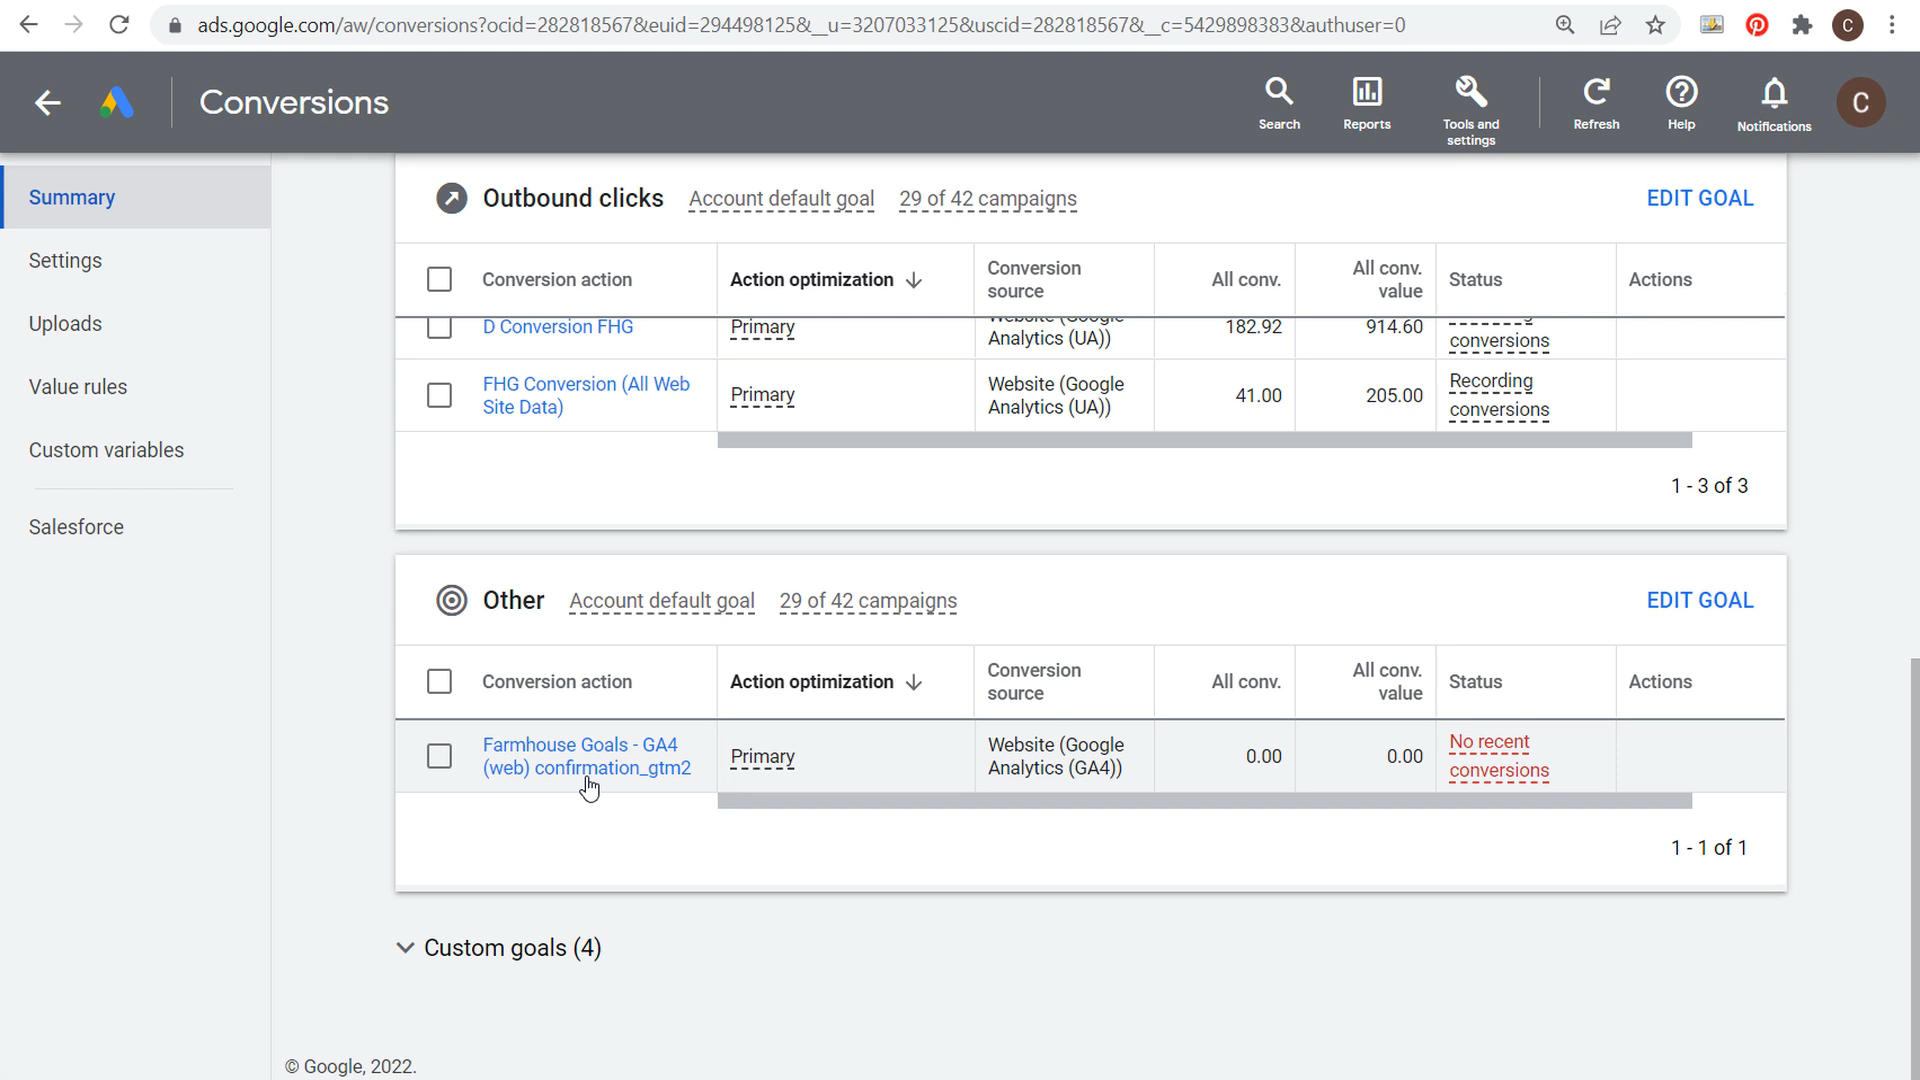 ads.google.com/aw/conversions?ocid=282818567&euid=294498125&__u=3207033125&uscid=282818567&__c=5429898383&authuser=0
C
Conversions
Search
Reports
Tools and
settings
Refresh
Help
Notifications
C
Summary
Settings
Uploads
Value rules
Custom variables
Salesforce
Outbound clicks Account default goal 29 of 42 campaigns EDIT GOAL
Conversion action
Action optimization
Conversion
source
All conv.
All conv.
value
Status
Actions
D Conversion FHG
Primary
Website (Google
Analytics (UA))
182.92
914.60
conversions
FHG Conversion (All Web
Site Data)
Primary
Website (Google
Analytics (UA))
41.00
205.00
Recording
conversions
1 - 3 of 3
Other Account default goal 29 of 42 campaigns EDIT GOAL
Conversion action
Action optimization
Conversion
source
All conv.
All conv.
value
Status
Actions
Farmhouse Goals - GA4
(web) confirmation_gtm2
Primary
Website (Google
Analytics (GA4))
0.00
0.00
No recent
conversions
1 - 1 of 1
Custom goals (4)
© Google, 2022.